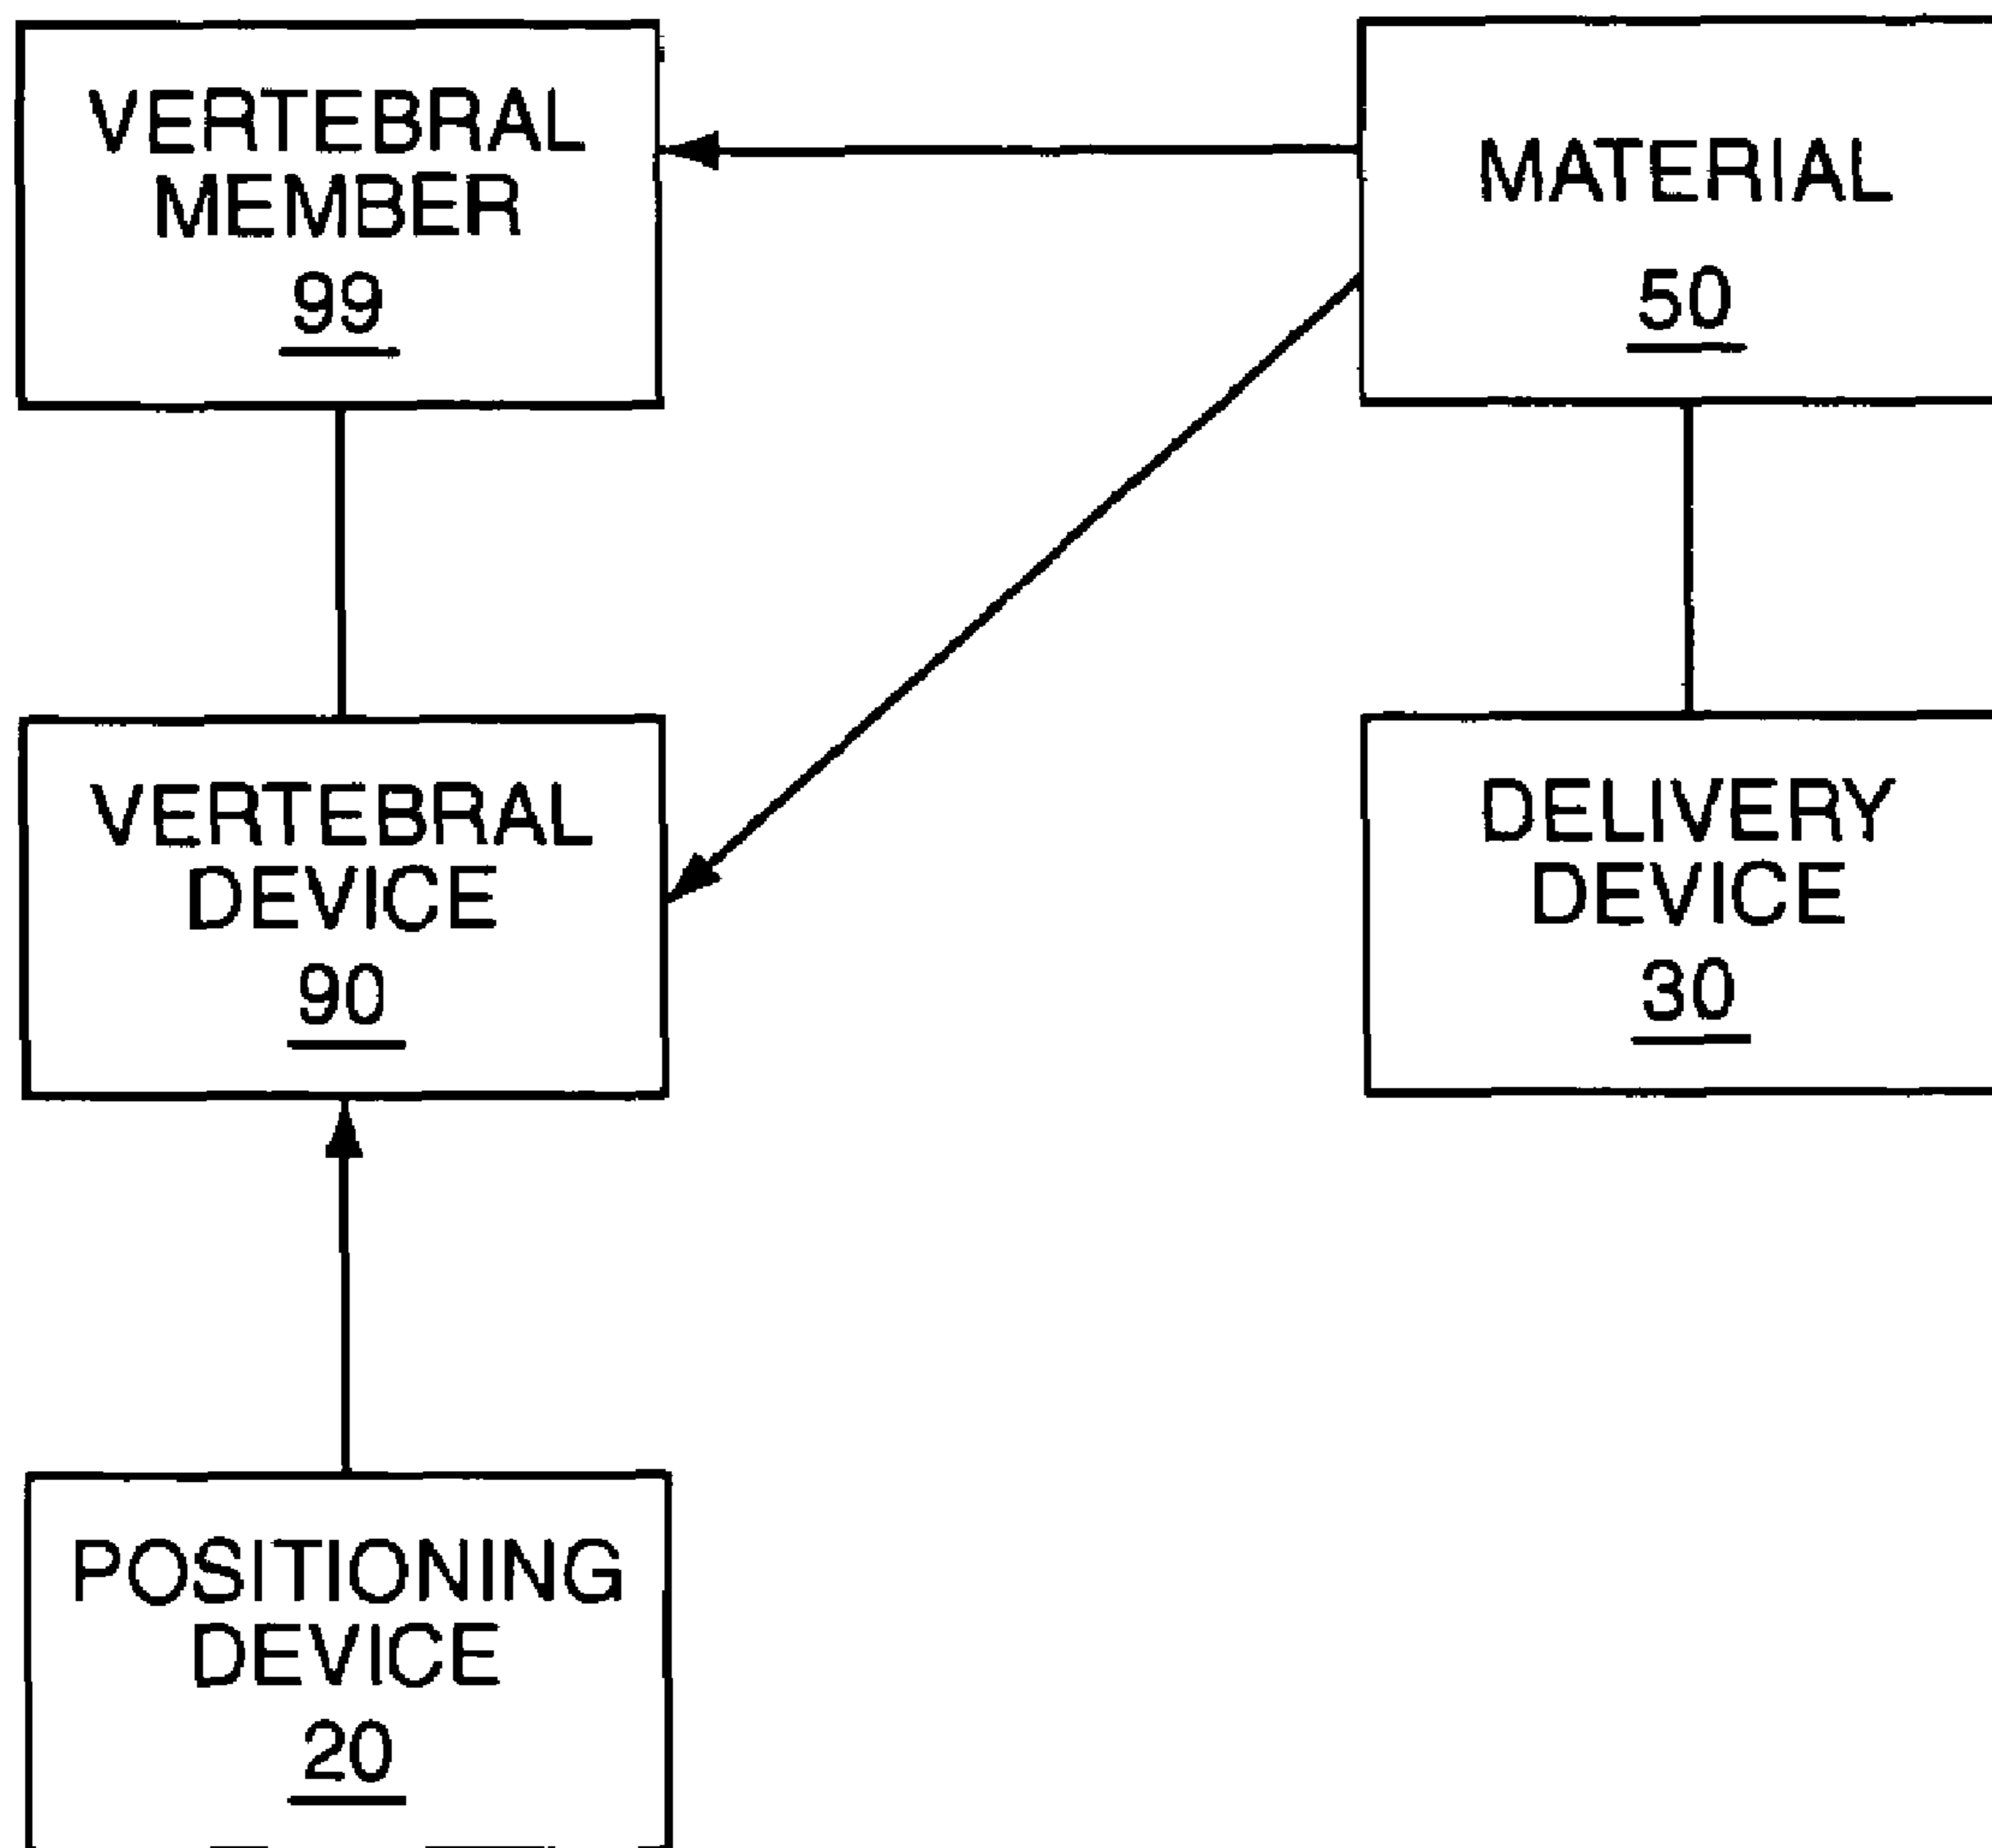 VERTEBRAL
MEMBER
99
MATERIAL
50
VERTEBRAL
DEVICE
90
DELIVERY
DEVICE
30
POSITIONING
DEVICE
20